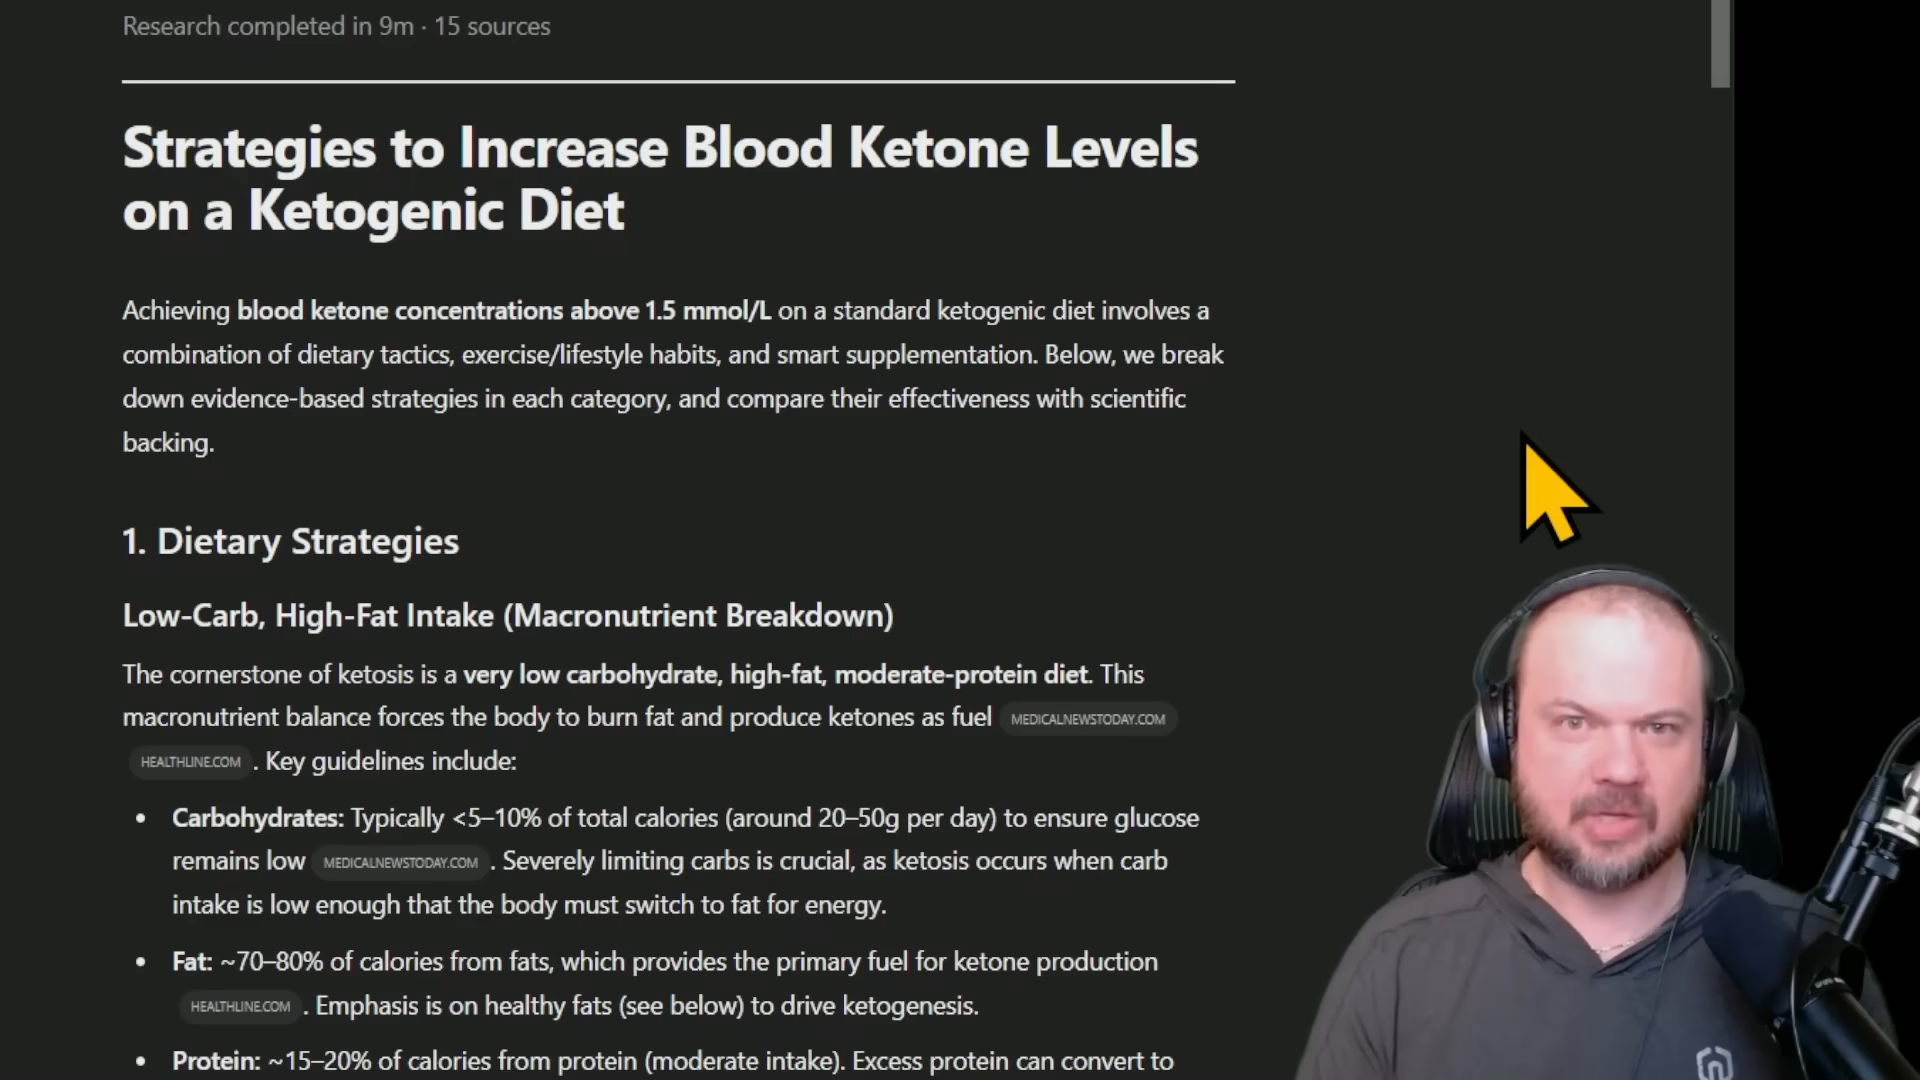 Research completed in 9m · 15 sources
Strategies to Increase Blood Ketone Levels
on a Ketogenic Diet
Achieving blood ketone concentrations above 1.5 mmol/L on a standard ketogenic diet involves a
combination of dietary tactics, exercise/lifestyle habits, and smart supplementation. Below, we break
down evidence-based strategies in each category, and compare their effectiveness with scientific
backing.
1. Dietary Strategies
Low-Carb, High-Fat Intake (Macronutrient Breakdown)
The cornerstone of ketosis is a very low carbohydrate, high-fat, moderate-protein diet. This
macronutrient balance forces the body to burn fat and produce ketones as fuel MEDICALNEWSTODAY.COM
HEALTHLINE.COM . Key guidelines include:
• Carbohydrates: Typically <5–10% of total calories (around 20–50g per day) to ensure glucose
remains low MEDICALNEWSTODAY.COM . Severely limiting carbs is crucial, as ketosis occurs when carb
intake is low enough that the body must switch to fat for energy.
• Fat: ~70–80% of calories from fats, which provides the primary fuel for ketone production
HEALTHLINE.COM . Emphasis is on healthy fats (see below) to drive ketogenesis.
• Protein: ~15–20% of calories from protein (moderate intake). Excess protein can convert to